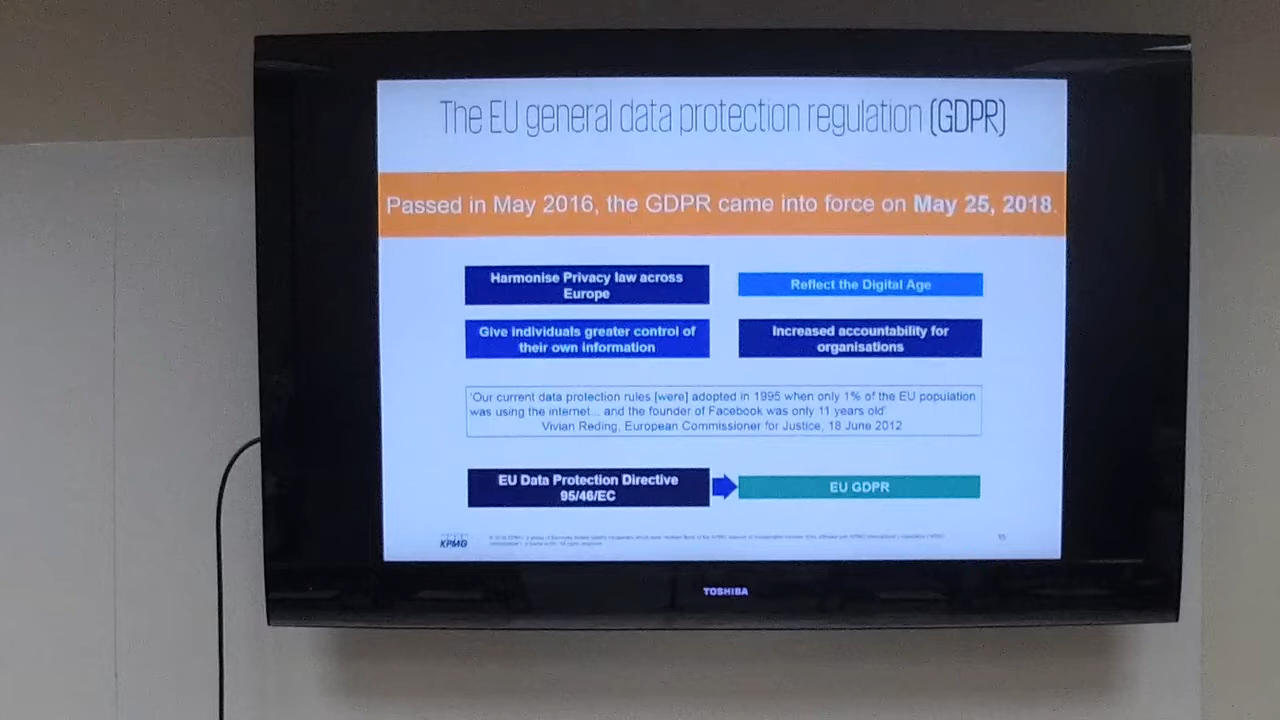 The EU general data protection regulation (GDPR)
Passed in May 2016, the GDPR came into force on May 25, 2018.
Harmonise Privacy law across
Europe
Reflect the Digital Age
Give individuals greater control of
their own information
Increased accountability for
organisations
'Our current data protection rules [were] adopted in 1995 when only 1% of the EU population
was using the internet... and the founder of Facebook was only 11 years old'
Vivian Reding, European Commissioner for Justice, 18 June 2012
EU Data Protection Directive
95/46/EC
EU GDPR
KPMG
15
TOSHIBA